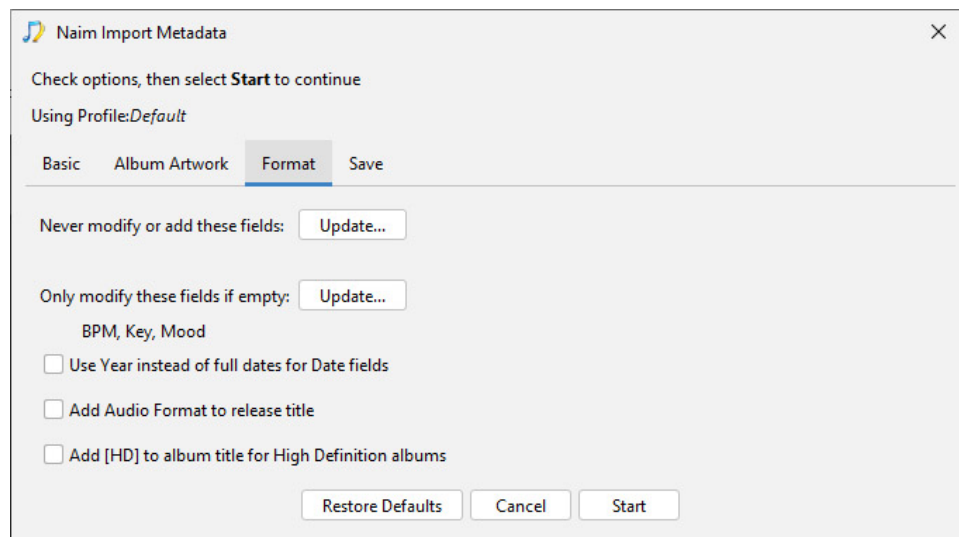 Naim Import Metadata
Check options, then select Start to continue
Using Profile:Default
Basic Album Artwork Format Save
Never modify or add these fields: Update...
Only modify these fields if empty: Update...
BPM, Key, Mood
Use Year instead of full dates for Date fields
Add Audio Format to release title
Add [HD] to album title for High Definition albums
Restore Defaults Cancel Start